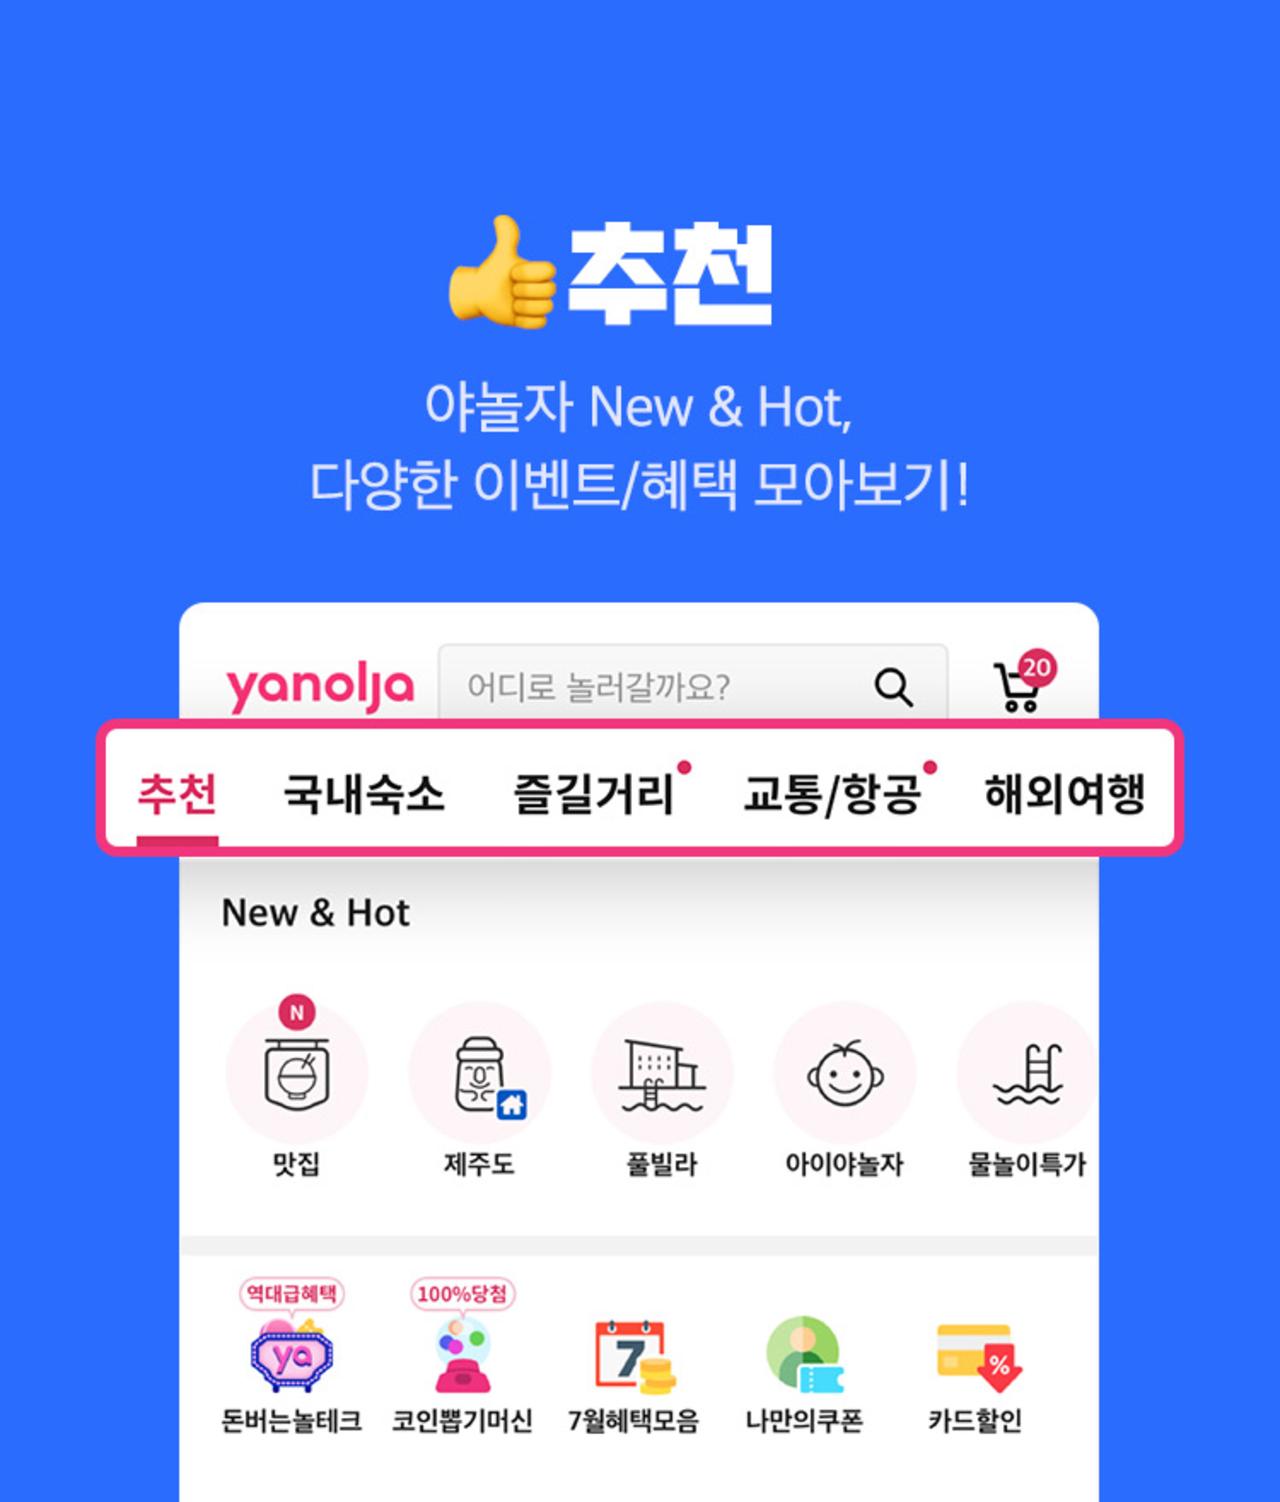 추천
야놀자 New & Hot,
다양한 이벤트/혜택 모아보기!
yanolja 어디로 놀러갈까요? 20
추천 국내숙소 즐길거리 교통/항공 해외여행
New & Hot
N
맛집 제주도 풀빌라 아이야놀자 물놀이특가
역대급혜택 100%당첨
ya 7 %
돈버는놀테크 코인뽑기머신 7월혜택모음 나만의쿠폰 카드할인